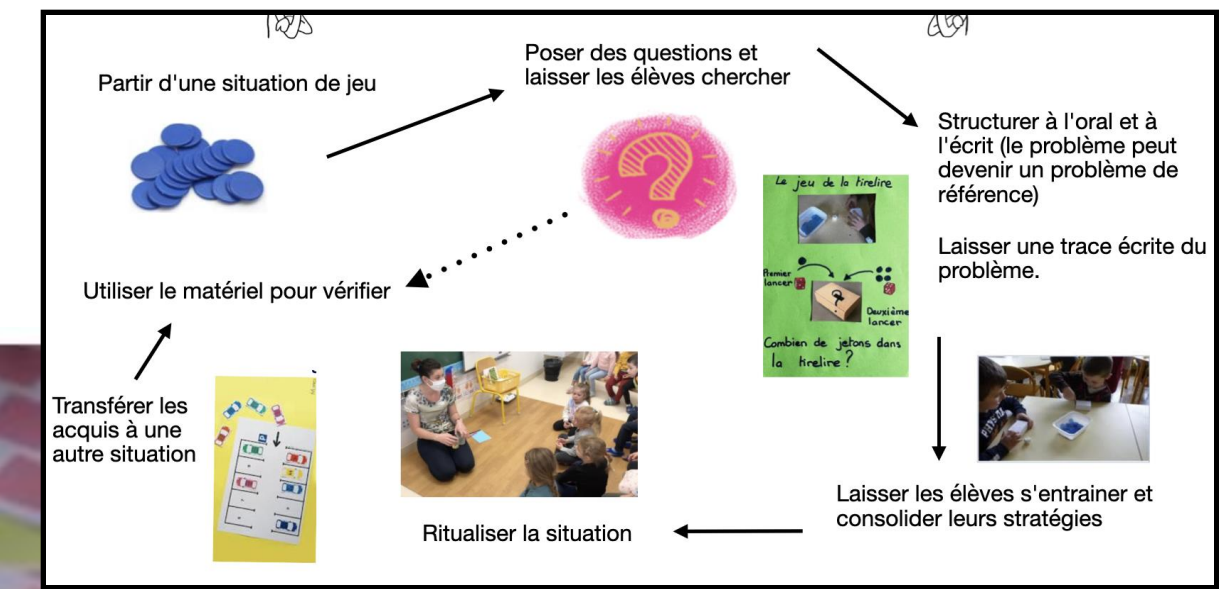 Partir d'une situation de jeu
Poser des questions et
laisser les élèves chercher
Structurer à l'oral et à
l'écrit (le problème peut
devenir un problème de
référence)
Laisser une trace écrite du
problème.
Le jeu de la tirelire
Premier
lancer
Deuxième
lancer
Combien de jetons dans
la tirelire ?
Utiliser le matériel pour vérifier
Transférer les
acquis à une
autre situation
P
Ritualiser la situation
Laisser les élèves s'entrainer et
consolider leurs stratégies